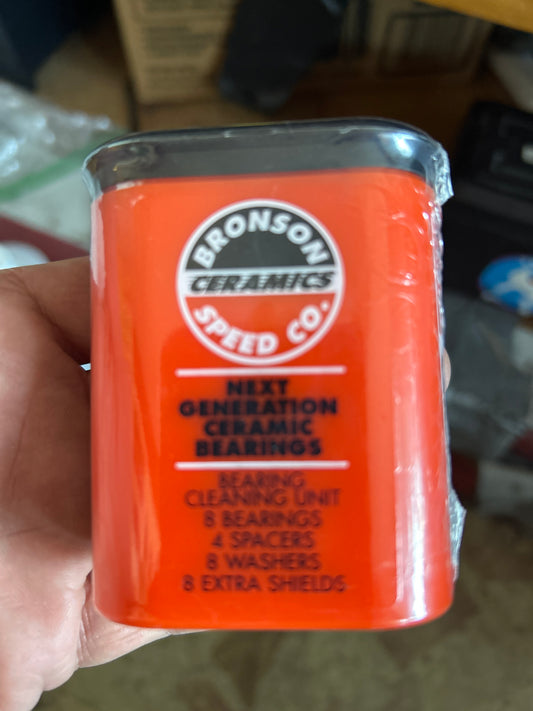 BRONSON
CERAMICS
SPEED CO.
NEXT
GENERATION
CERAMIC
BEARINGS
BEARING
CLEANING UNIT
8 BEARINGS
4 SPACERS
8 WASHERS
8 EXTRA SHIELDS